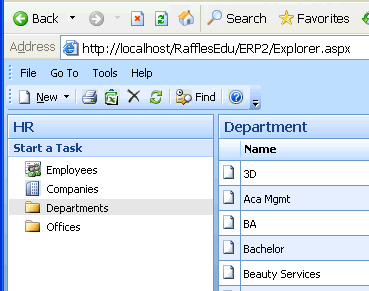 Back Search Favorites
Address http://localhost/RafflesEdu/ERP2/Explorer.aspx
File Go To Tools Help
New Find
HR
Start a Task
Employees
Companies
Departments
Offices
Department
Name
3D
Aca Mgmt
BA
Bachelor
Beauty Services